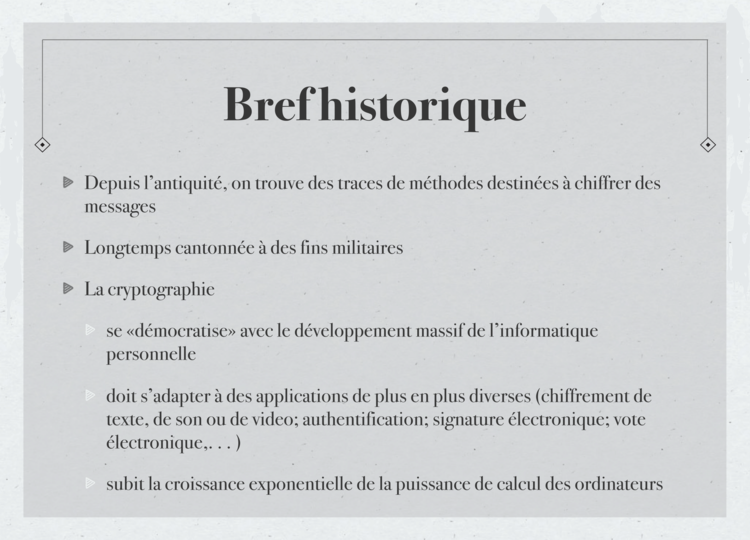 Bref historique
Depuis l’antiquité, on trouve des traces de méthodes destinées à chiffrer des
messages
Longtemps cantonnée à des fins militaires
La cryptographie
se «démocratise» avec le développement massif de l’informatique
personnelle
doit s’adapter à des applications de plus en plus diverses (chiffrement de
texte, de son ou de video; authentification; signature électronique; vote
électronique,. . . )
subit la croissance exponentielle de la puissance de calcul des ordinateurs